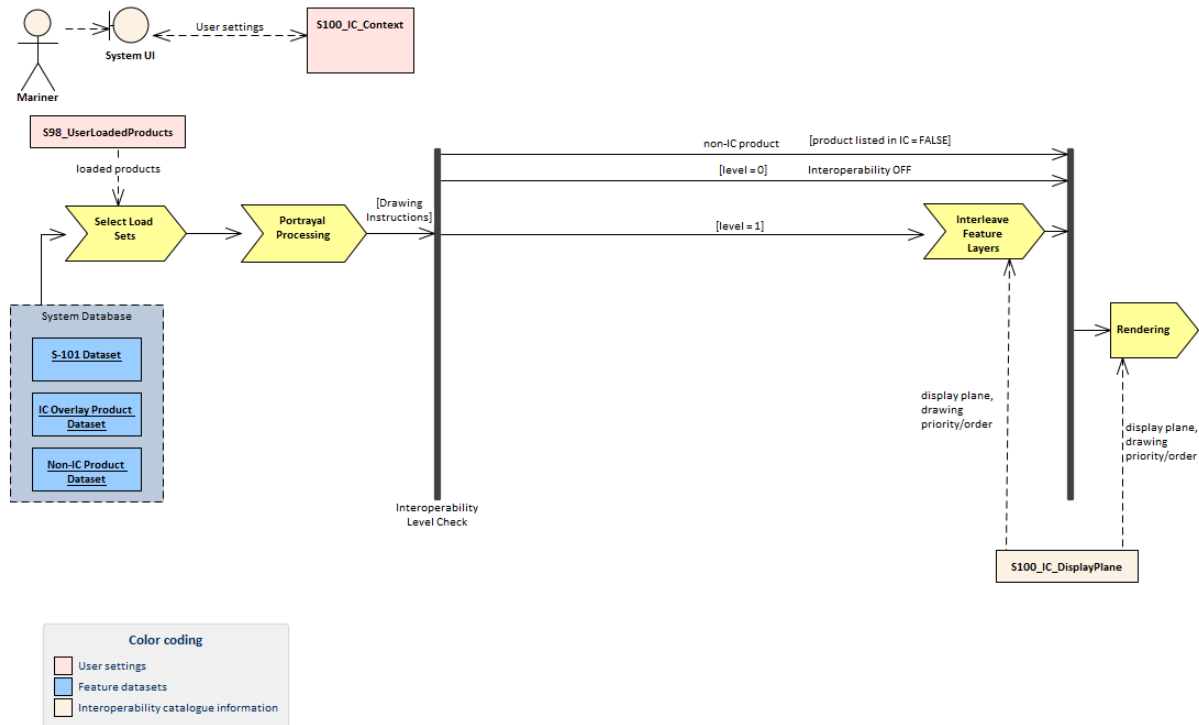 S100_IC_Context
User settings
System UI
Mariner
S98_UserLoadedProducts
loaded products
non-IC product
[product listed in IC = FALSE]
[level = 0]
Interoperability OFF
[Drawing
Instructions]
Select Load
Sets
Portrayal
Processing
[level = 1]
Interleave
Feature
Layers
System Database
S-101 Dataset
IC Overlay Product
Dataset
Non-IC Product
Dataset
Rendering
display plane,
drawing
priority/order
display plane,
drawing
priority/order
Interoperability
Level Check
S100_IC_DisplayPlane
Color coding
User settings
Feature datasets
Interoperability catalogue information